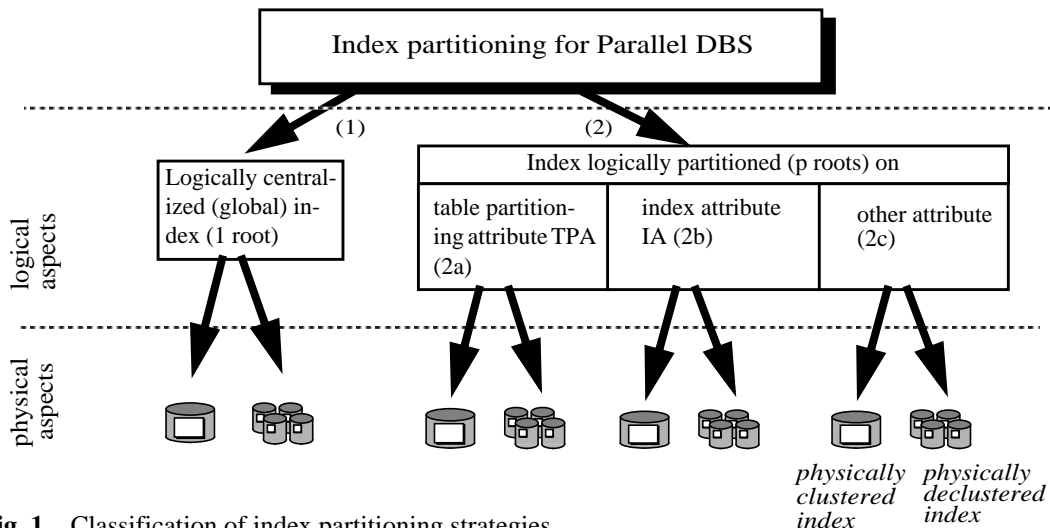 Index partitioning for Parallel DBS
(1)
(2)
Logically central-
ized (global) in-
dex (1 root)
Index logically partitioned (p roots) on
table partition-
ing attribute TPA
(2a)
index attribute
IA (2b)
other attribute
(2c)
logical
aspects
physical
aspects
physically
clustered
index
physically
declustered
index
ig. 1. Classification of index partitioning strategies